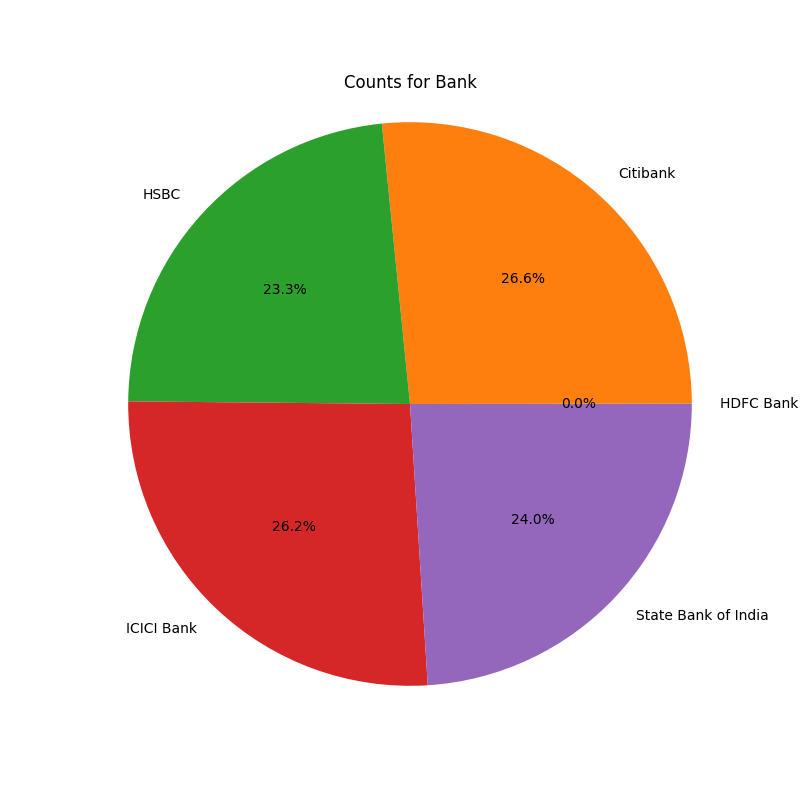 Counts for Bank
Citibank
HSBC
26.6%
23.3%
0.0%
HDFC Bank
24.0%
26.2%
State Bank of India
ICICI Bank